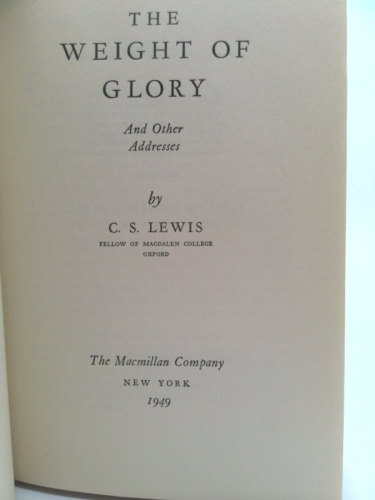 THE
WEIGHT OF
GLORY
And Other
Addresses
by
C. S. LEWIS
FELLOW OF MAGDALEN COLLEGE
OXFORD
The Macmillan Company
NEW YORK
1949